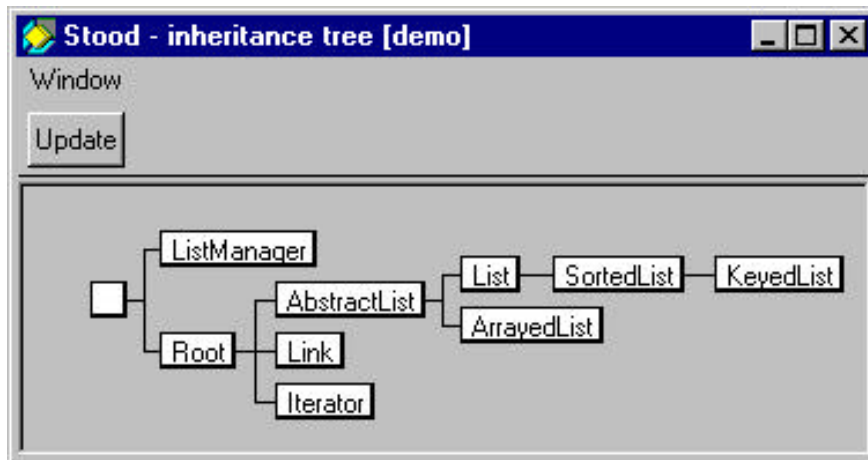 Stood - inheritance tree [demo]
Window
Update
ListManager
List
SortedList
KeyedList
AbstractList
ArrayedList
Root
Link
Iterator